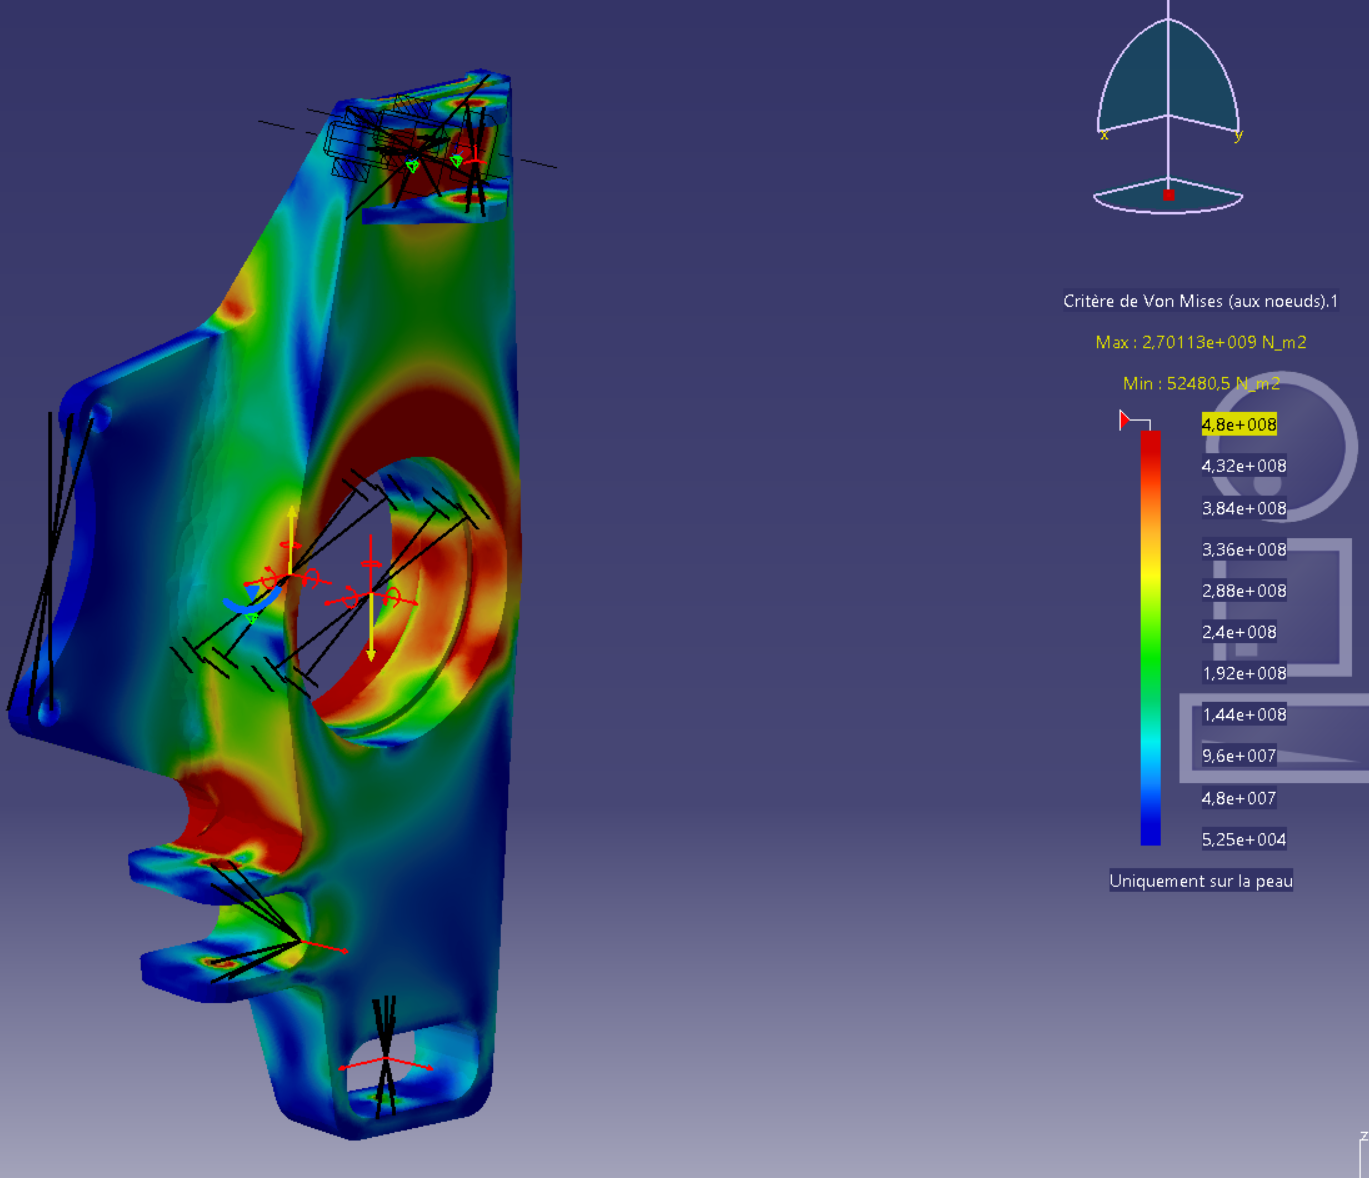 x
y
Critère de Von Mises (aux noeuds).1
Max : 2,70113e+009 N_m2
Min : 52480,5 N_m2
4,8e+008
4,32e+008
3,84e+008
3,36e+008
2,88e+008
2,4e+008
1,92e+008
1,44e+008
9,6e+007
4,8e+007
5,25e+004
Uniquement sur la peau
z